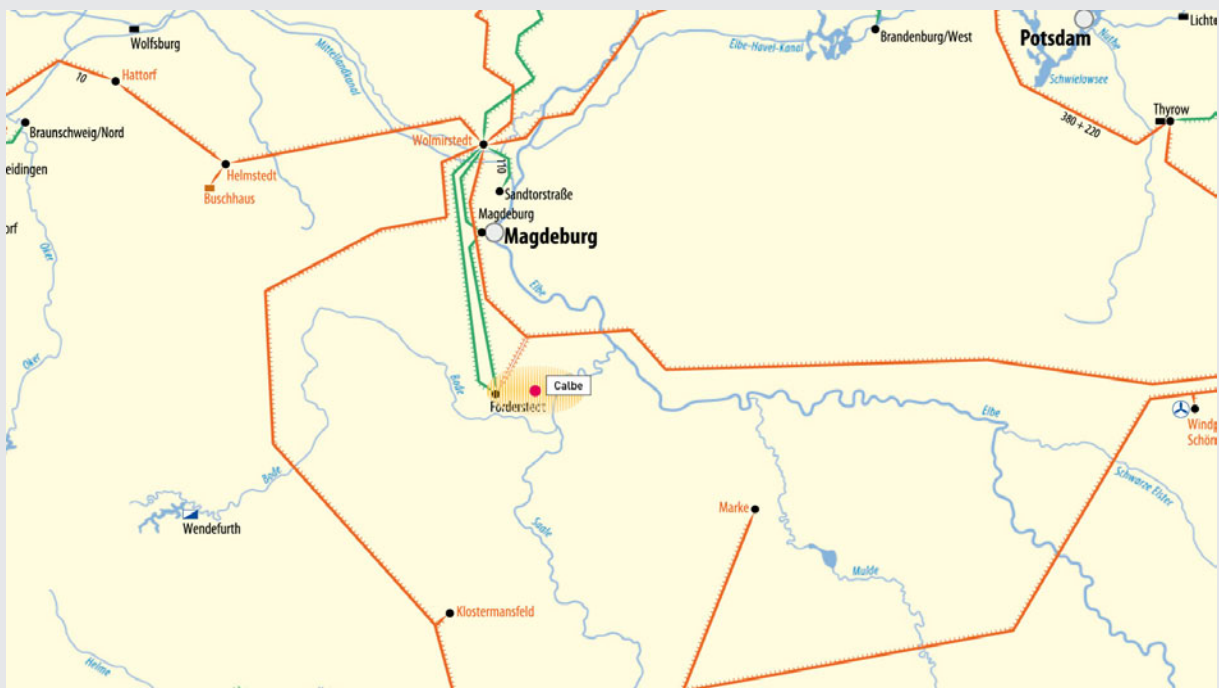 Wolfsburg
Mittellandkanal
Elbe-Havel-Kanal
Brandenburg/West
Potsdam
Nuthe
Schwielowsee
10
Hattorf
Thyrow
380 + 220
Braunschweig/Nord
Wolmirstedt
110
eidingen
Helmstedt
Buschhaus
Sandtorstraße
Magdeburg
Magdeburg
orf
Oker
Elbe
Oker
Bode
Calbe
Förderstedt
Elbe
Windp
Schön
Bode
Schwarze Elster
Wendefurth
Marke
Saale
Mulde
Klostermansfeld
Helme